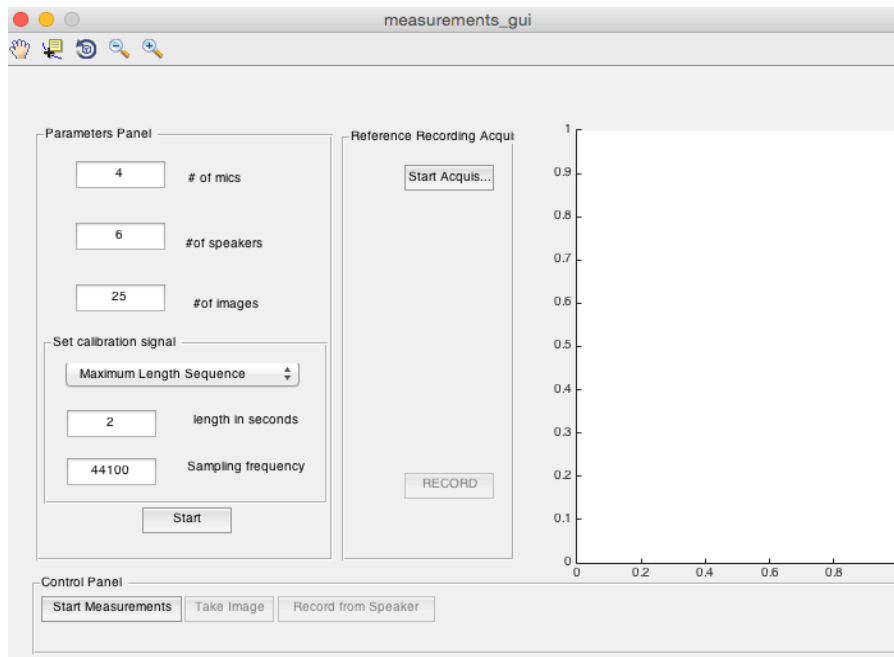 measurements_gui
Parameters Panel
4
# of mics
6
#of speakers
25
#of images
Set calibration signal
Maximum Length Sequence
2
length in seconds
44100
Sampling frequency
Start
Reference Recording Acqui
Start Acquis...
RECORD
1
0.9
0.8
0.7
0.6
0.5
0.4
0.3
0.2
0.1
0
0 0.2 0.4 0.6 0.8
Control Panel
Start Measurements Take Image Record from Speaker